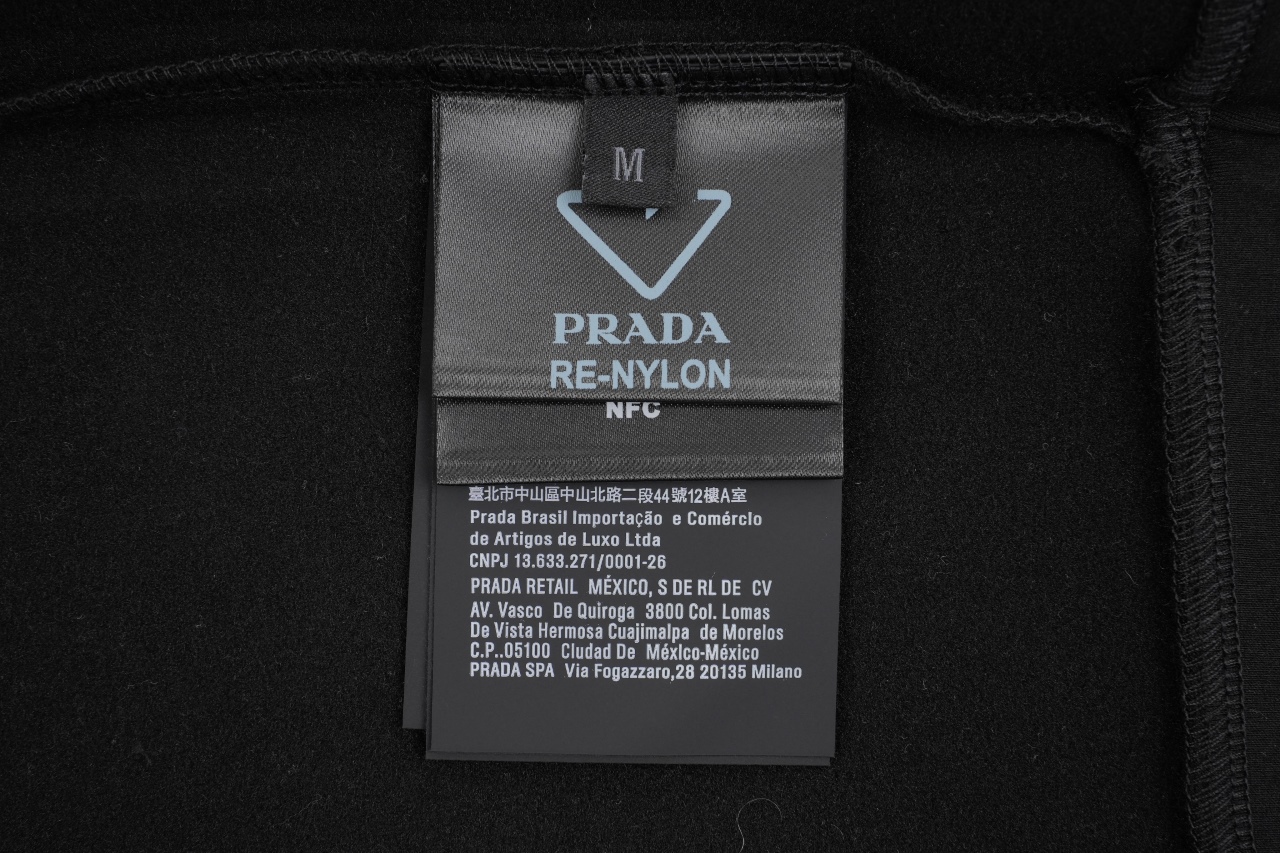 M
PRADA
RE-NYLON
NFC
臺北市中山區中山北路二段44號12樓A室
Prada Brasil Importação e Comérclo
de Artigos de Luxo Ltda
CNPJ 13.633.271/0001-26
PRADA RETAIL MÉXICO, S DE RL DE CV
AV. Vasco De Quiroga 3800 Col. Lomas
De Vista Hermosa Cuajimalpa de Morelos
C.P..05100 Cludad De Méxlco-México
PRADA SPA Via Fogazzaro,28 20135 Milano